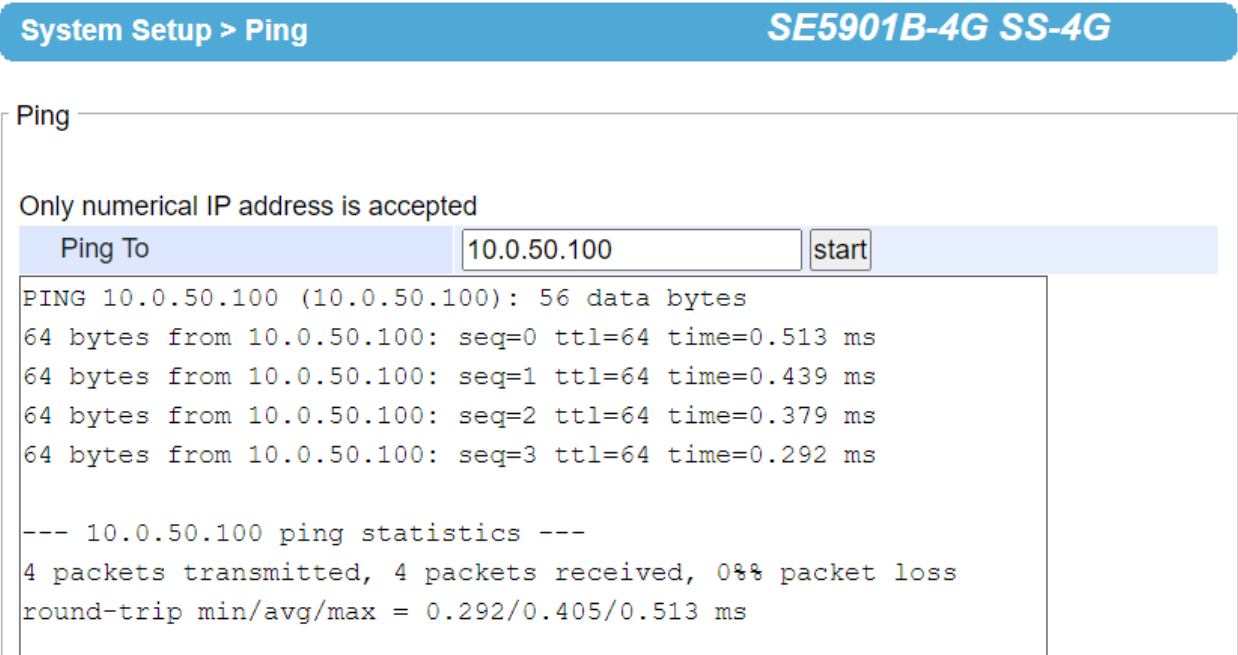 System Setup > Ping
SE5901B-4G SS-4G
Ping
Only numerical IP address is accepted
Ping To 10.0.50.100 start
PING 10.0.50.100 (10.0.50.100): 56 data bytes
64 bytes from 10.0.50.100: seq=0 ttl=64 time=0.513 ms
64 bytes from 10.0.50.100: seq=1 ttl=64 time=0.439 ms
64 bytes from 10.0.50.100: seq=2 ttl=64 time=0.379 ms
64 bytes from 10.0.50.100: seq=3 ttl=64 time=0.292 ms
--- 10.0.50.100 ping statistics ---
4 packets transmitted, 4 packets received, 0%% packet loss
round-trip min/avg/max = 0.292/0.405/0.513 ms